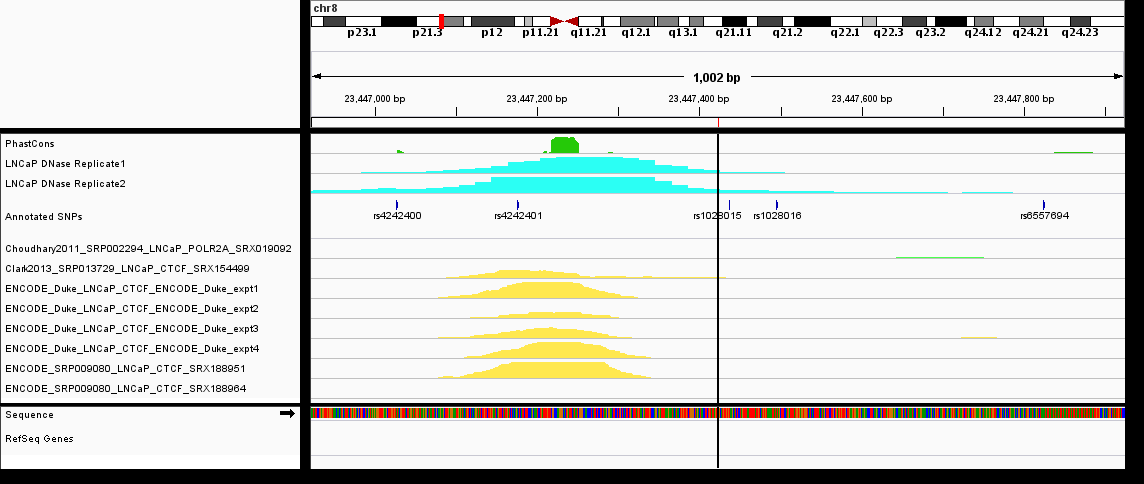 chr8
p23.1 p21.3 p12 p11.21 q11.21 q12.1 q13.1 q21.11 q21.2 q22.1 q22.3 q23.2 q24.12 q24.21 q24.23
1,002 bp
23,447,000 bp 23,447,200 bp 23,447,400 bp 23,447,600 bp 23,447,800 bp
PhastCons
LNCaP DNase Replicate1
LNCaP DNase Replicate2
Annotated SNPs
rs4242400 rs4242401 rs1028015 rs1028016 rs6557694
Choudhary2011_SRP002294_LNCaP_POLR2A_SRX019092
Clark2013_SRP013729_LNCaP_CTCF_SRX154499
ENCODE_Duke_LNCaP_CTCF_ENCODE_Duke_expt1
ENCODE_Duke_LNCaP_CTCF_ENCODE_Duke_expt2
ENCODE_Duke_LNCaP_CTCF_ENCODE_Duke_expt3
ENCODE_Duke_LNCaP_CTCF_ENCODE_Duke_expt4
ENCODE_SRP009080_LNCaP_CTCF_SRX188951
ENCODE_SRP009080_LNCaP_CTCF_SRX188964
Sequence
RefSeq Genes